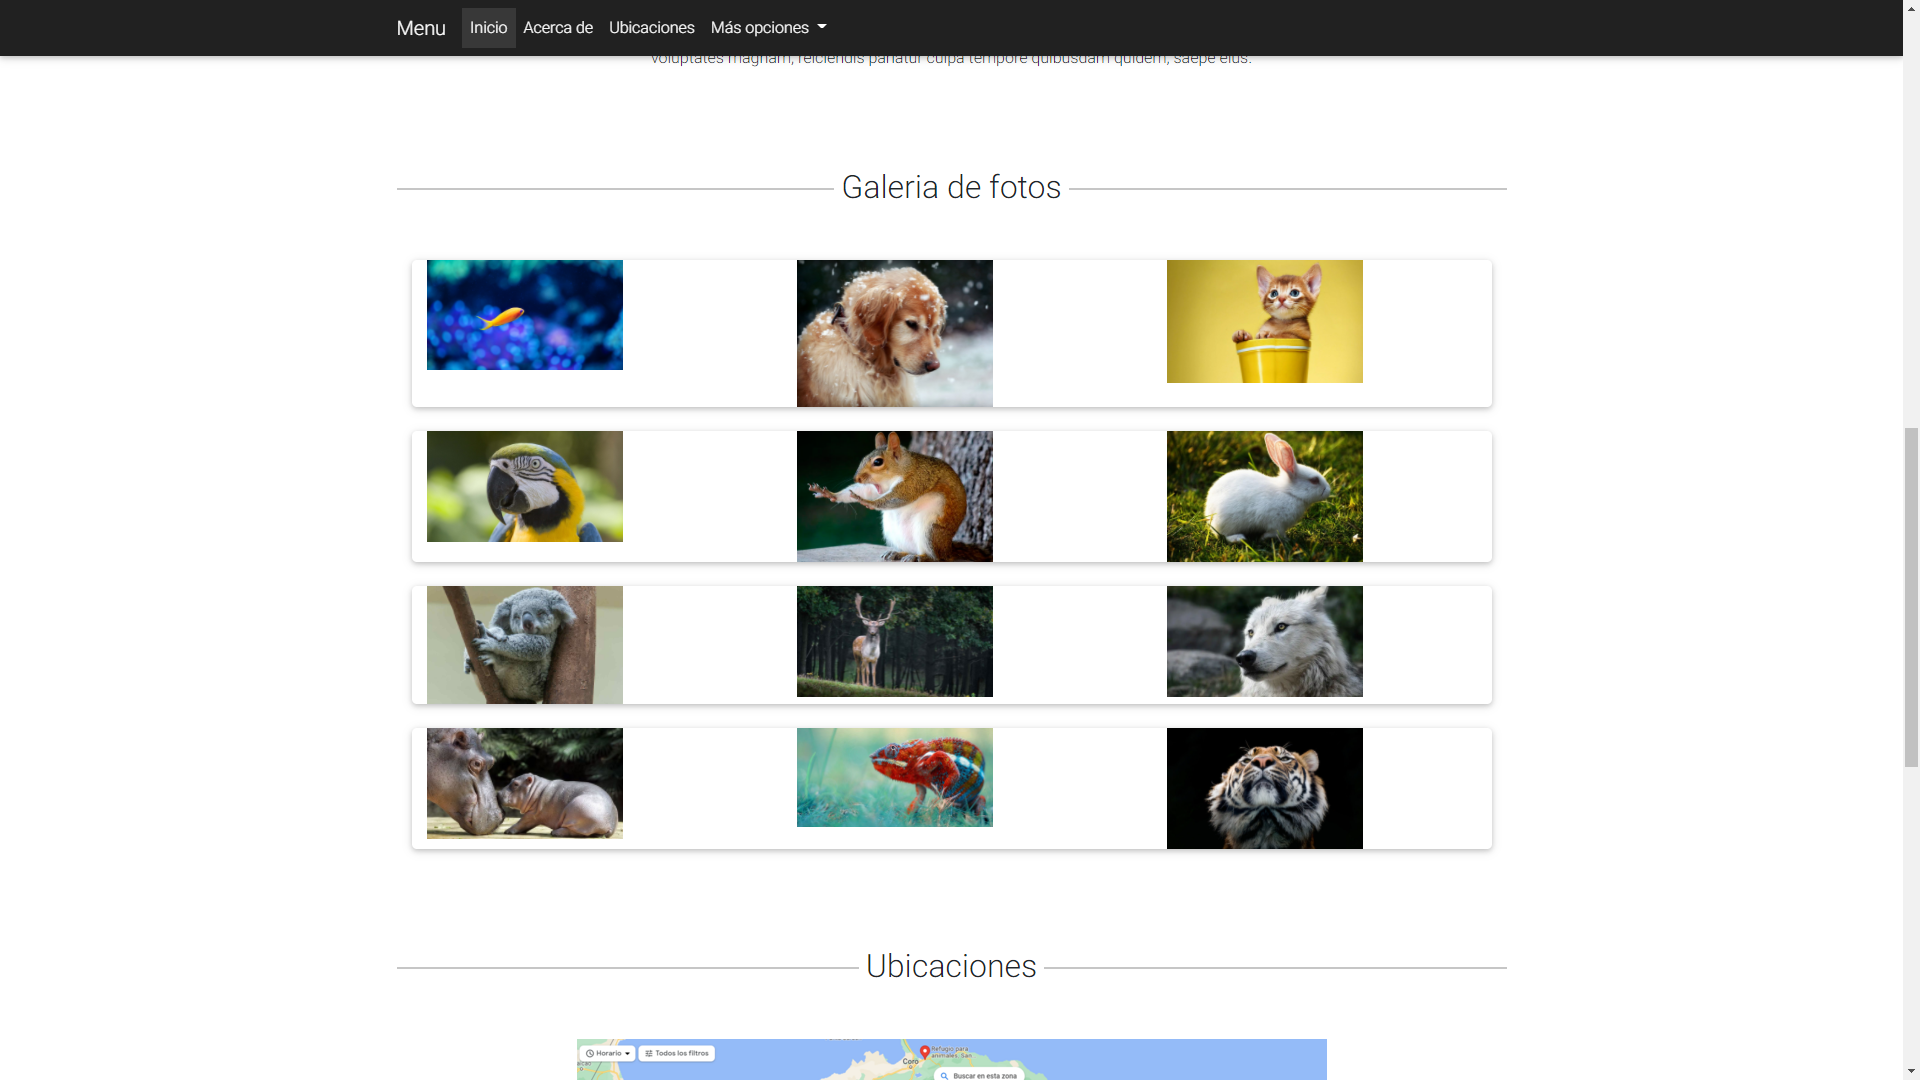 Menu Inicio Acerca de Ubicaciones Más opciones
voluptates magnam, reiciendis pariatur culpa tempore quibusdam quidem, saepe eius.
Galeria de fotos
Ubicaciones
Horario Todos los filtros
Refugio para
animales. San
Coro
Buscar en esta zona